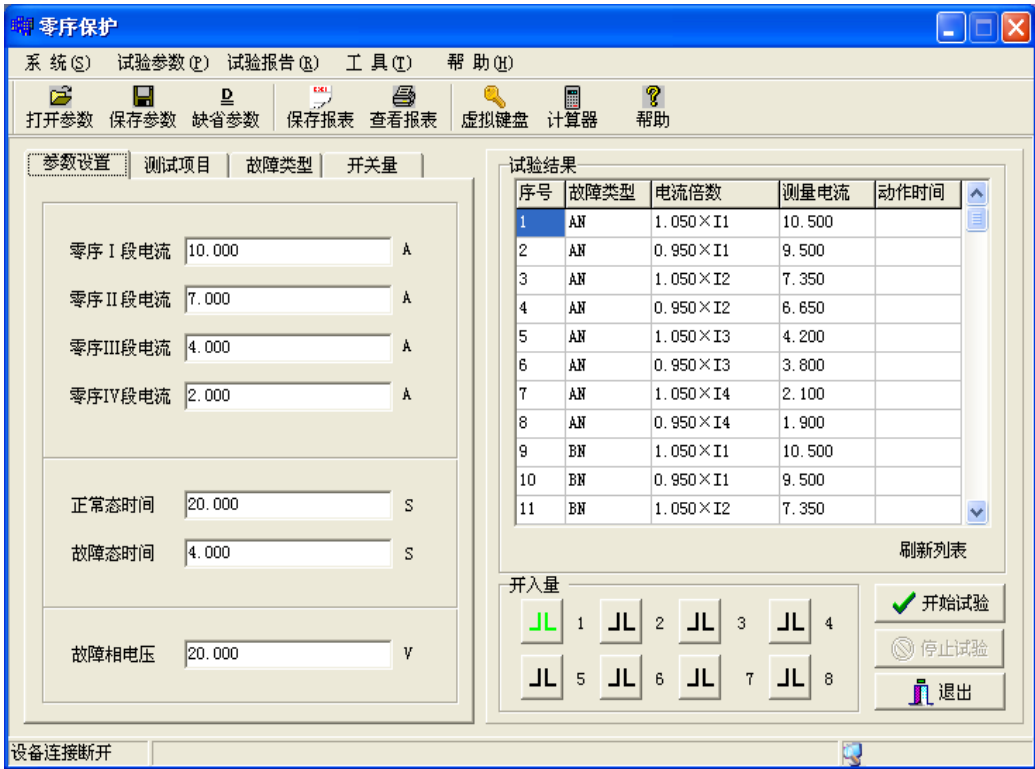 零序保护
系 统(S) 试验参数(P) 试验报告(R) 工 具(T) 帮 助(H)
打开参数 保存参数 缺省参数 保存报表 查看报表 虚拟键盘 计算器 帮助
参数设置 测试项目 故障类型 开关量
零序 I 段电流 10.000 A
零序 II 段电流 7.000 A
零序III段电流 4.000 A
零序IV段电流 2.000 A
正常态时间 20.000 S
故障态时间 4.000 S
故障相电压 20.000 V
试验结果
序号 故障类型 电流倍数 测量电流 动作时间
1 AN 1.050×I1 10.500
2 AN 0.950×I1 9.500
3 AN 1.050×I2 7.350
4 AN 0.950×I2 6.650
5 AN 1.050×I3 4.200
6 AN 0.950×I3 3.800
7 AN 1.050×I4 2.100
8 AN 0.950×I4 1.900
9 BN 1.050×I1 10.500
10 BN 0.950×I1 9.500
11 BN 1.050×I2 7.350
刷新列表
开入量
1 2 3 4
5 6 7 8
开始试验
停止试验
退出
设备连接断开